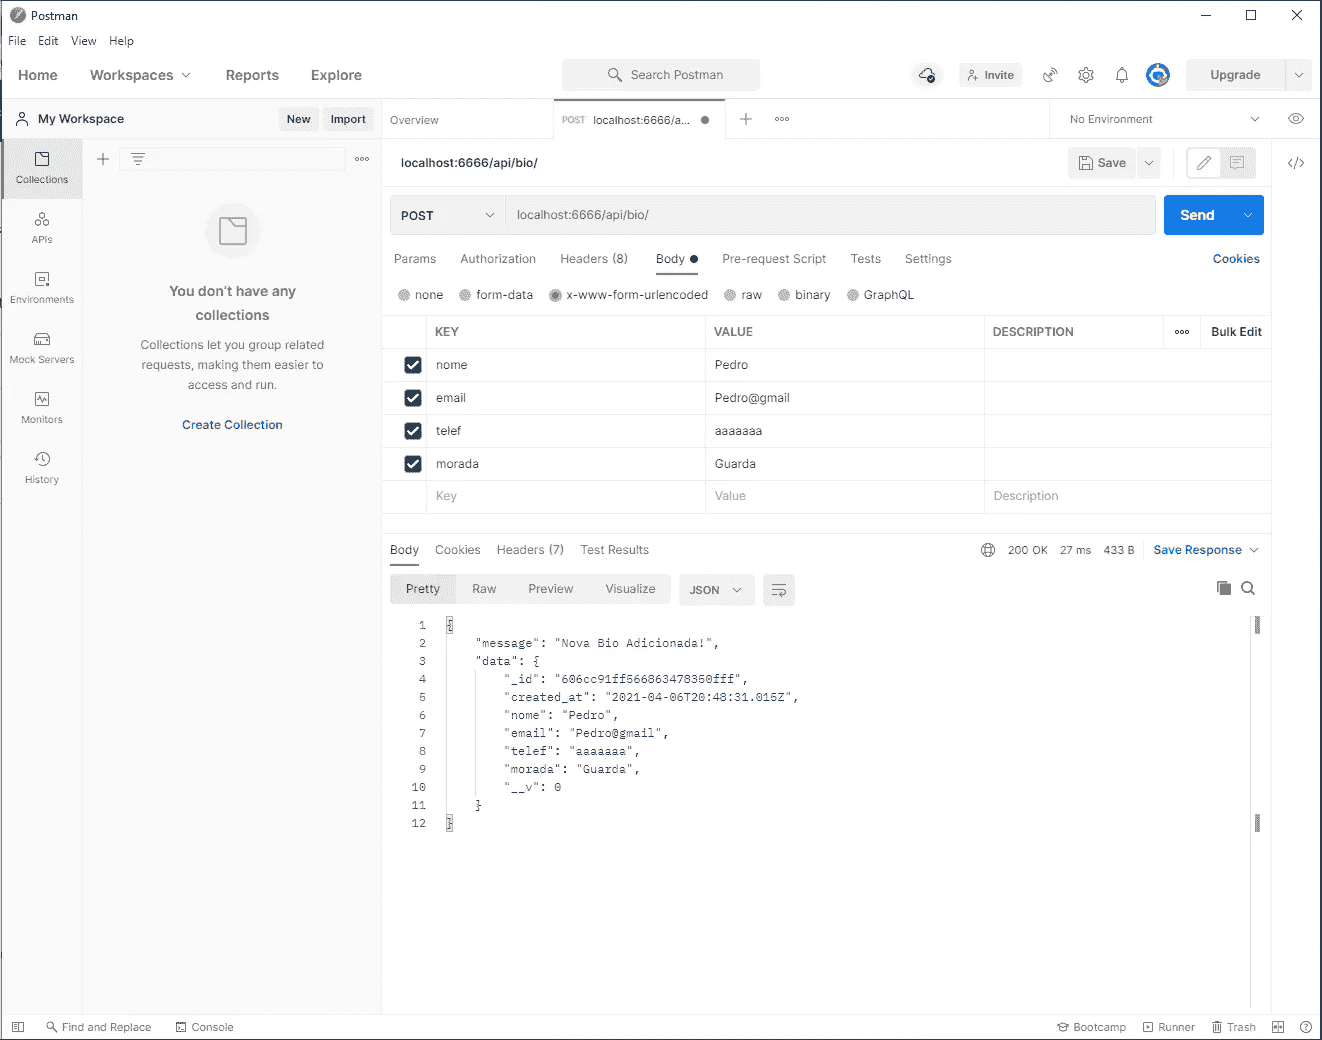 Postman
File Edit View Help
Home Workspaces Reports Explore Search Postman Invite Upgrade
My Workspace New Import Overview POST localhost:6666/a... No Environment
Collections
APIs
Environments
Mock Servers
Monitors
History
You don't have any
collections
Collections let you group related
requests, making them easier to
access and run.
Create Collection
localhost:6666/api/bio/ Save
POST localhost:6666/api/bio/ Send
Params Authorization Headers (8) Body Pre-request Script Tests Settings Cookies
none form-data x-www-form-urlencoded raw binary GraphQL
KEY VALUE DESCRIPTION Bulk Edit
nome Pedro
email Pedro@gmail
telef aaaaaaa
morada Guarda
Key Value Description
Body Cookies Headers (7) Test Results 200 OK 27 ms 433 B Save Response
Pretty Raw Preview Visualize JSON
1 {
2 "message": "Nova Bio Adicionada!",
3 "data": {
4 "_id": "606cc91ff566863478350fff",
5 "created_at": "2021-04-06T20:48:31.015Z",
6 "nome": "Pedro",
7 "email": "Pedro@gmail",
8 "telef": "aaaaaaa",
9 "morada": "Guarda",
10 "__v": 0
11 }
12 }
Find and Replace Console Bootcamp Runner Trash